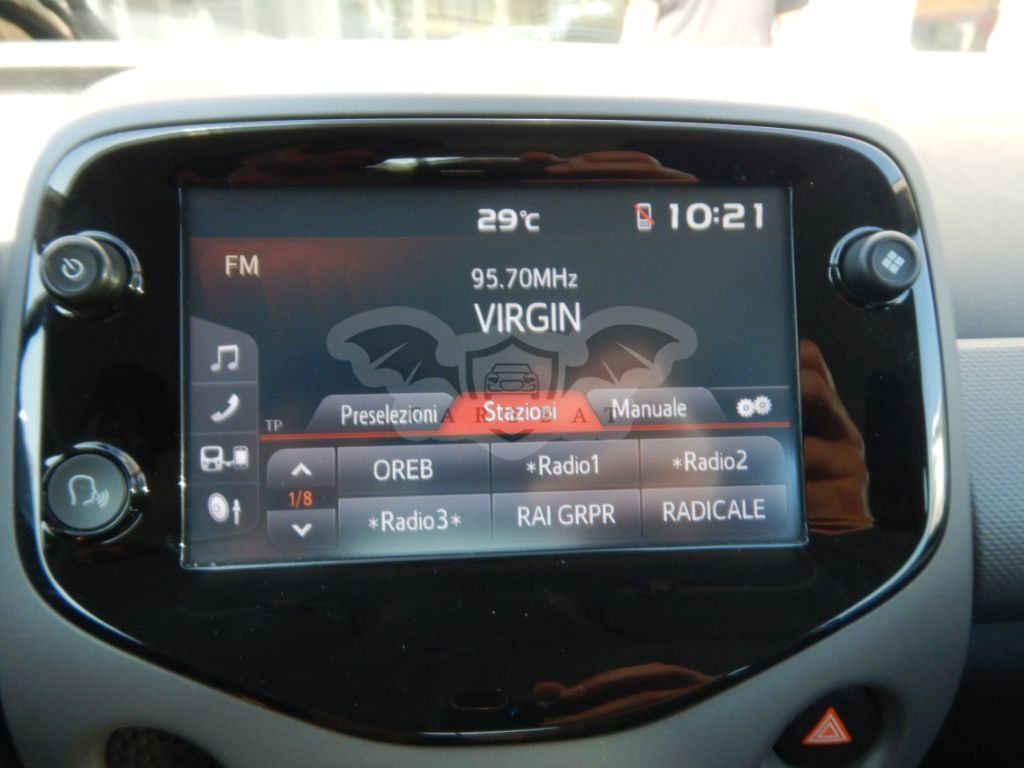 29°C 10:21
FM
95.70MHz
VIRGIN
TP Preselezioni Stazioni Manuale
CARBAT
1/8
OREB *Radio1 *Radio2
*Radio3* RAI GRPR RADICALE